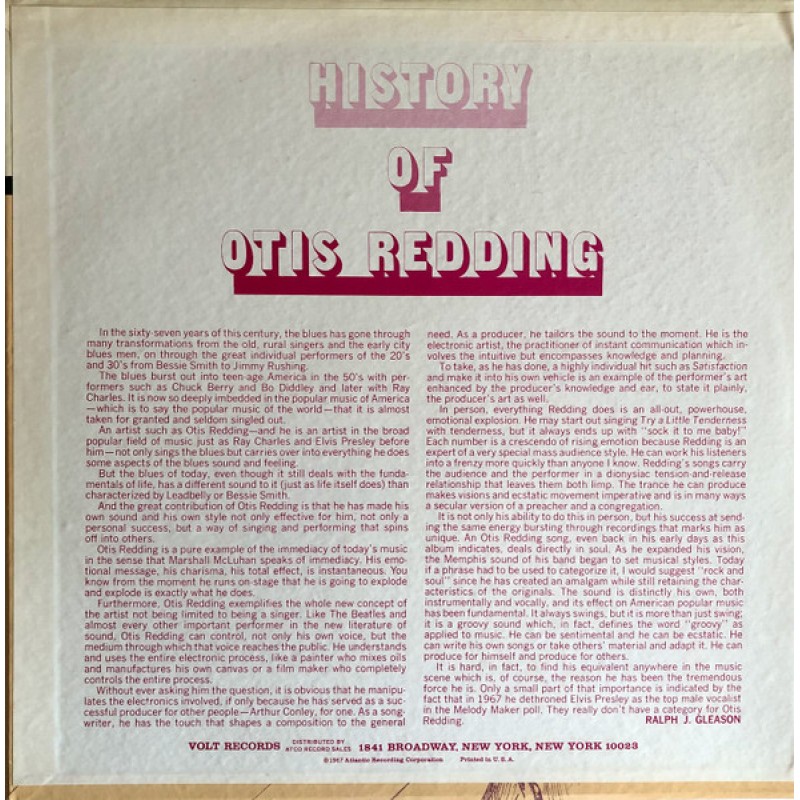 HISTORY
OF
OTIS REDDING
In the sixty-seven years of this century, the blues has gone through
many transformations from the old, rural singers and the early city
blues men, on through the great individual performers of the 20's
and 30's from Bessie Smith to Jimmy Rushing.
The blues burst out into teen-age America in the 50's with per-
formers such as Chuck Berry and Bo Diddley and later with Ray
Charles. It is now so deeply imbedded in the popular music of America
—which is to say the popular music of the world—that it is almost
taken for granted and seldom singled out.
An artist such as Otis Redding—and he is an artist in the broad
popular field of music just as Ray Charles and Elvis Presley before
him—not only sings the blues but carries over into everything he does
some aspects of the blues sound and feeling.
But the blues of today, even though it still deals with the funda-
mentals of life, has a different sound to it (just as life itself does) than
characterized by Leadbelly or Bessie Smith.
And the great contribution of Otis Redding is that he has made his
own sound and his own style not only effective for him, not only a
personal success, but a way of singing and performing that spins
off into others.
Otis Redding is a pure example of the immediacy of today's music
in the sense that Marshall McLuhan speaks of immediacy. His emo-
tional message, his charisma, his total effect, is instantaneous. You
know from the moment he runs on-stage that he is going to explode
and explode is exactly what he does.
Furthermore, Otis Redding exemplifies the whole new concept of
the artist not being limited to being a singer. Like The Beatles and
almost every other important performer in the new literature of
sound, Otis Redding can control, not only his own voice, but the
medium through which that voice reaches the public. He understands
and uses the entire electronic process, like a painter who mixes oils
and manufactures his own canvas or a film maker who completely
controls the entire process.
Without ever asking him the question, it is obvious that he manipu-
lates the electronics involved, if only because he has served as a suc-
cessful producer for other people—Arthur Conley, for one. As a song-
writer, he has the touch that shapes a composition to the general
need. As a producer, he tailors the sound to the moment. He is the
electronic artist, the practitioner of instant communication which in-
volves the intuitive but encompasses knowledge and planning.
To take, as he has done, a highly individual hit such as Satisfaction
and make it into his own vehicle is an example of the performer's art
enhanced by the producer's knowledge and ear, to state it plainly,
the producer's art as well.
In person, everything Redding does is an all-out, powerhouse,
emotional explosion. He may start out singing Try a Little Tenderness
with tenderness, but it always ends up with "sock it to me baby!"
Each number is a crescendo of rising emotion because Redding is an
expert of a very special mass audience style. He can work his listeners
into a frenzy more quickly than anyone I know. Redding's songs carry
the audience and the performer in a dionysiac tension-and-release
relationship that leaves them both limp. The trance he can produce
makes visions and ecstatic movement imperative and is in many ways
a secular version of a preacher and a congregation.
It is not only his ability to do this in person, but his success at send-
ing the same energy bursting through recordings that marks him as
unique. An Otis Redding song, even back in his early days as this
album indicates, deals directly in soul. As he expanded his vision,
the Memphis sound of his band began to set musical styles. Today
if a phrase had to be used to categorize it, I would suggest "rock and
soul" since he has created an amalgam while still retaining the char-
acteristics of the originals. The sound is distinctly his own, both
instrumentally and vocally, and its effect on American popular music
has been fundamental. It always swings, but it is more than just swing;
it is a groovy sound which, in fact, defines the word "groovy" as
applied to music. He can be sentimental and he can be ecstatic. He
can write his own songs or take others' material and adapt it. He can
produce for himself and produce for others.
It is hard, in fact, to find his equivalent anywhere in the music
scene which is, of course, the reason he has been the tremendous
force he is. Only a small part of that importance is indicated by the
fact that in 1967 he dethroned Elvis Presley as the top male vocalist
in the Melody Maker poll. They really don't have a category for Otis
Redding. RALPH J. GLEASON
VOLT RECORDS DISTRIBUTED BY ATCO RECORD SALES 1841 BROADWAY, NEW YORK, NEW YORK 10023
©1967 Atlantic Recording Corporation Printed in U. S. A.